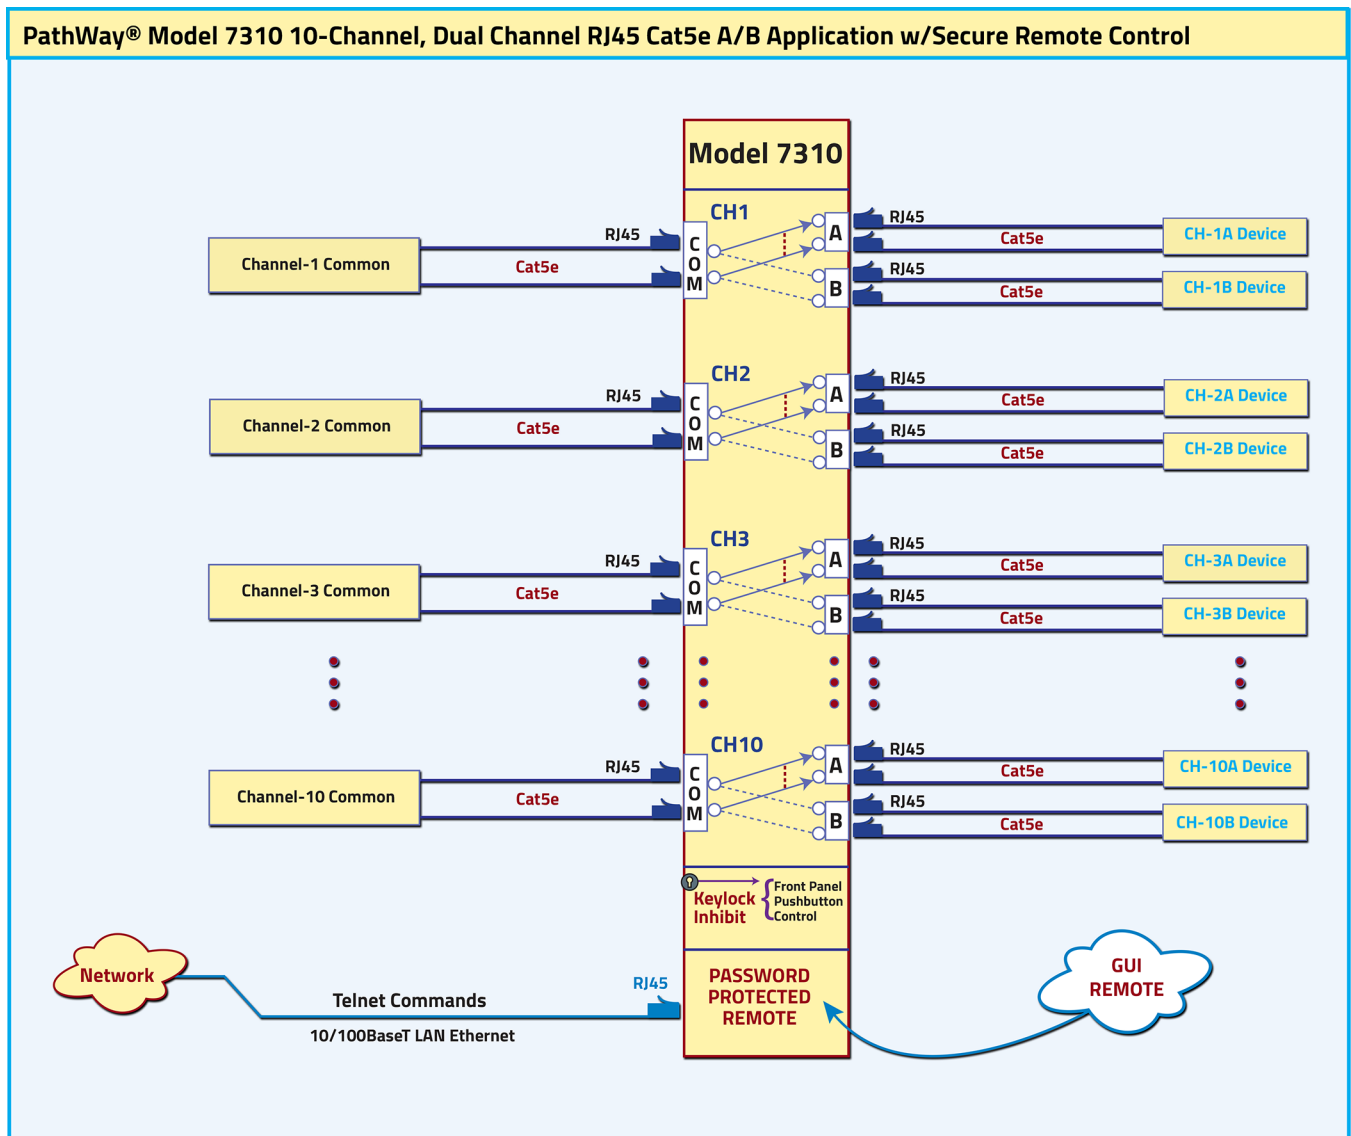 PathWay® Model 7310 10-Channel, Dual Channel RJ45 Cat5e A/B Application w/Secure Remote Control
Model 7310
CH1
RJ45
Channel-1 Common
Cat5e
C
O
M
A
B
RJ45
Cat5e
CH-1A Device
RJ45
Cat5e
CH-1B Device
CH2
RJ45
Channel-2 Common
Cat5e
C
O
M
A
B
RJ45
Cat5e
CH-2A Device
RJ45
Cat5e
CH-2B Device
CH3
RJ45
Channel-3 Common
Cat5e
C
O
M
A
B
RJ45
Cat5e
CH-3A Device
RJ45
Cat5e
CH-3B Device
CH10
RJ45
Channel-10 Common
Cat5e
C
O
M
A
B
RJ45
Cat5e
CH-10A Device
RJ45
Cat5e
CH-10B Device
Keylock
Inhibit
Front Panel
Pushbutton
Control
Network
Telnet Commands
10/100BaseT LAN Ethernet
RJ45
PASSWORD
PROTECTED
REMOTE
GUI
REMOTE